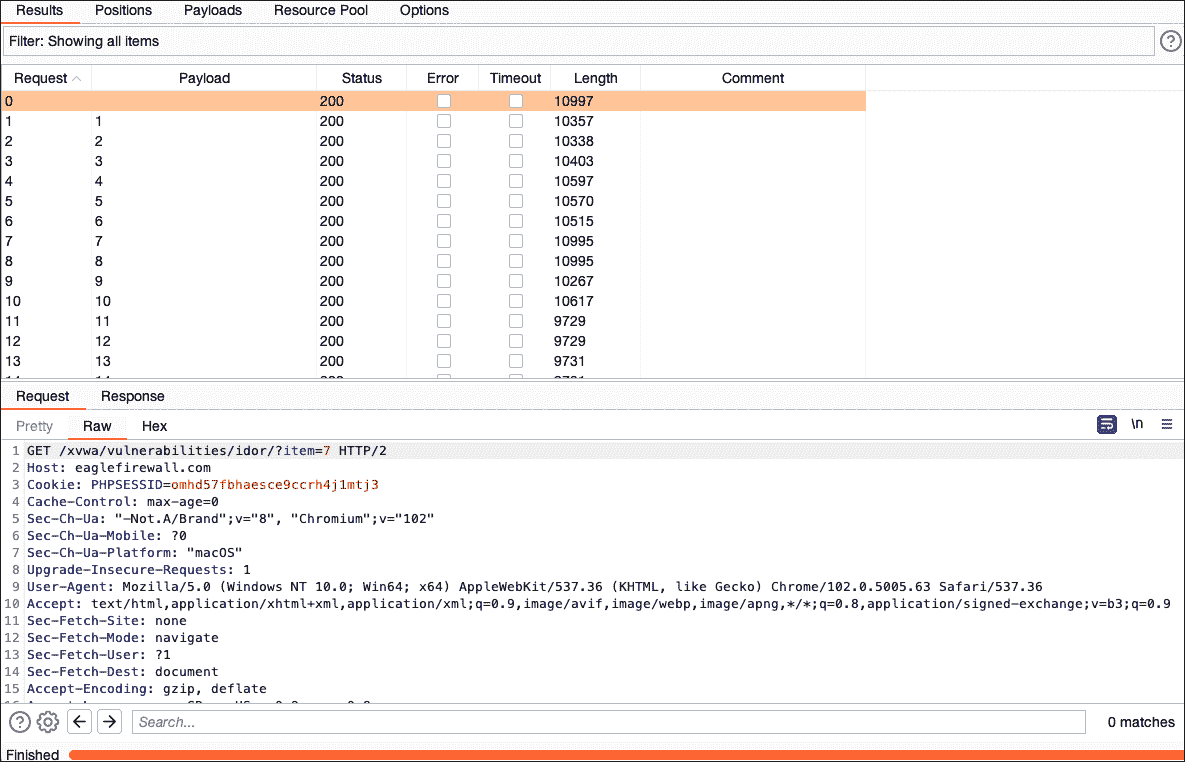 Results Positions Payloads Resource Pool Options
Filter: Showing all items
Request Payload Status Error Timeout Length Comment
0 200 10997
1 1 200 10357
2 2 200 10338
3 3 200 10403
4 4 200 10597
5 5 200 10570
6 6 200 10515
7 7 200 10995
8 8 200 10995
9 9 200 10267
10 10 200 10617
11 11 200 9729
12 12 200 9729
13 13 200 9731
Request Response
Pretty Raw Hex \n
1 GET /xvwa/vulnerabilities/idor/?item=7 HTTP/2
2 Host: eaglefirewall.com
3 Cookie: PHPSESSID=omhd57fbhaesce9ccrh4j1mtj3
4 Cache-Control: max-age=0
5 Sec-Ch-Ua: "-Not.A/Brand";v="8", "Chromium";v="102"
6 Sec-Ch-Ua-Mobile: ?0
7 Sec-Ch-Ua-Platform: "macOS"
8 Upgrade-Insecure-Requests: 1
9 User-Agent: Mozilla/5.0 (Windows NT 10.0; Win64; x64) AppleWebKit/537.36 (KHTML, like Gecko) Chrome/102.0.5005.63 Safari/537.36
10 Accept: text/html,application/xhtml+xml,application/xml;q=0.9,image/avif,image/webp,image/apng,*/*;q=0.8,application/signed-exchange;v=b3;q=0.9
11 Sec-Fetch-Site: none
12 Sec-Fetch-Mode: navigate
13 Sec-Fetch-User: ?1
14 Sec-Fetch-Dest: document
15 Accept-Encoding: gzip, deflate
Search... 0 matches
Finished